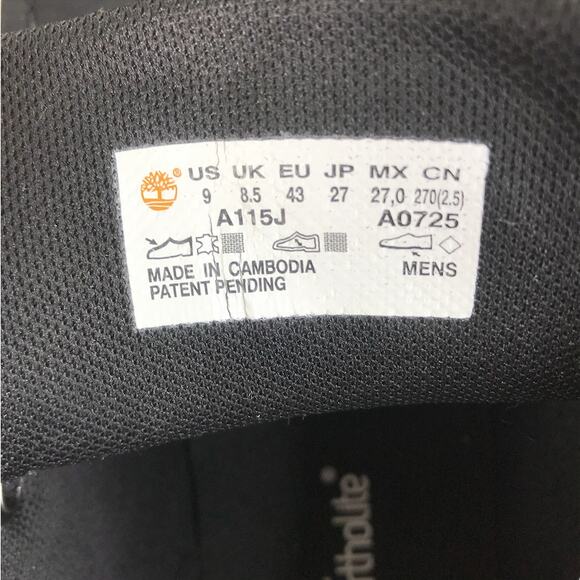 ® US UK EU JP MX CN
9 8.5 43 27 27,0 270(2.5)
A115J A0725
MADE IN CAMBODIA MENS
PATENT PENDING
rthoLite®